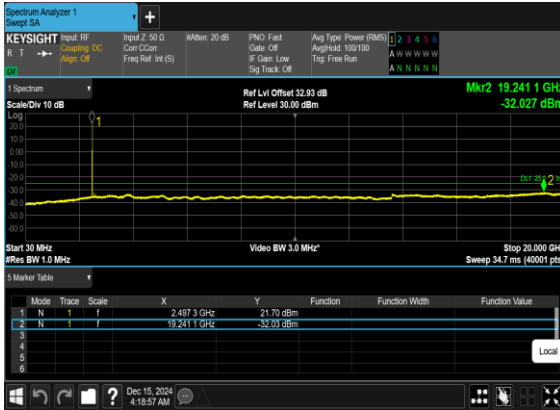 Spectrum Analyzer 1
Swept SA
+
KEYSIGHT Input: RF Input Z: 50 Ω #Atten: 20 dB PNO: Fast Avg Type: Power (RMS) 1 2 3 4 5 6
R T Coupling: DC Corr CCorr Gate: Off Avg|Hold: 100/100 A W W W W W
Align: Off Freq Ref: Int (S) IF Gain: Low Trig: Free Run
LV Sig Track: Off A N N N N N
1 Spectrum Ref Lvl Offset 32.93 dB Mkr2 19.241 1 GHz
Scale/Div 10 dB Ref Level 30.00 dBm -32.027 dBm
Log
20.0
10.0
0.00
-10.0
-20.0
-30.0
-40.0
-50.0
-60.0
1
2
Start 30 MHz Video BW 3.0 MHz* Stop 20.000 GHz
#Res BW 1.0 MHz Sweep 34.7 ms (40001 pts
5 Marker Table
Mode Trace Scale X Y Function Function Width Function Value
1 N 1 f 2.497 3 GHz 21.70 dBm
2 N 1 f 19.241 1 GHz -32.03 dBm
3
4
5
6
Local
? Dec 15, 2024
4:18:57 AM